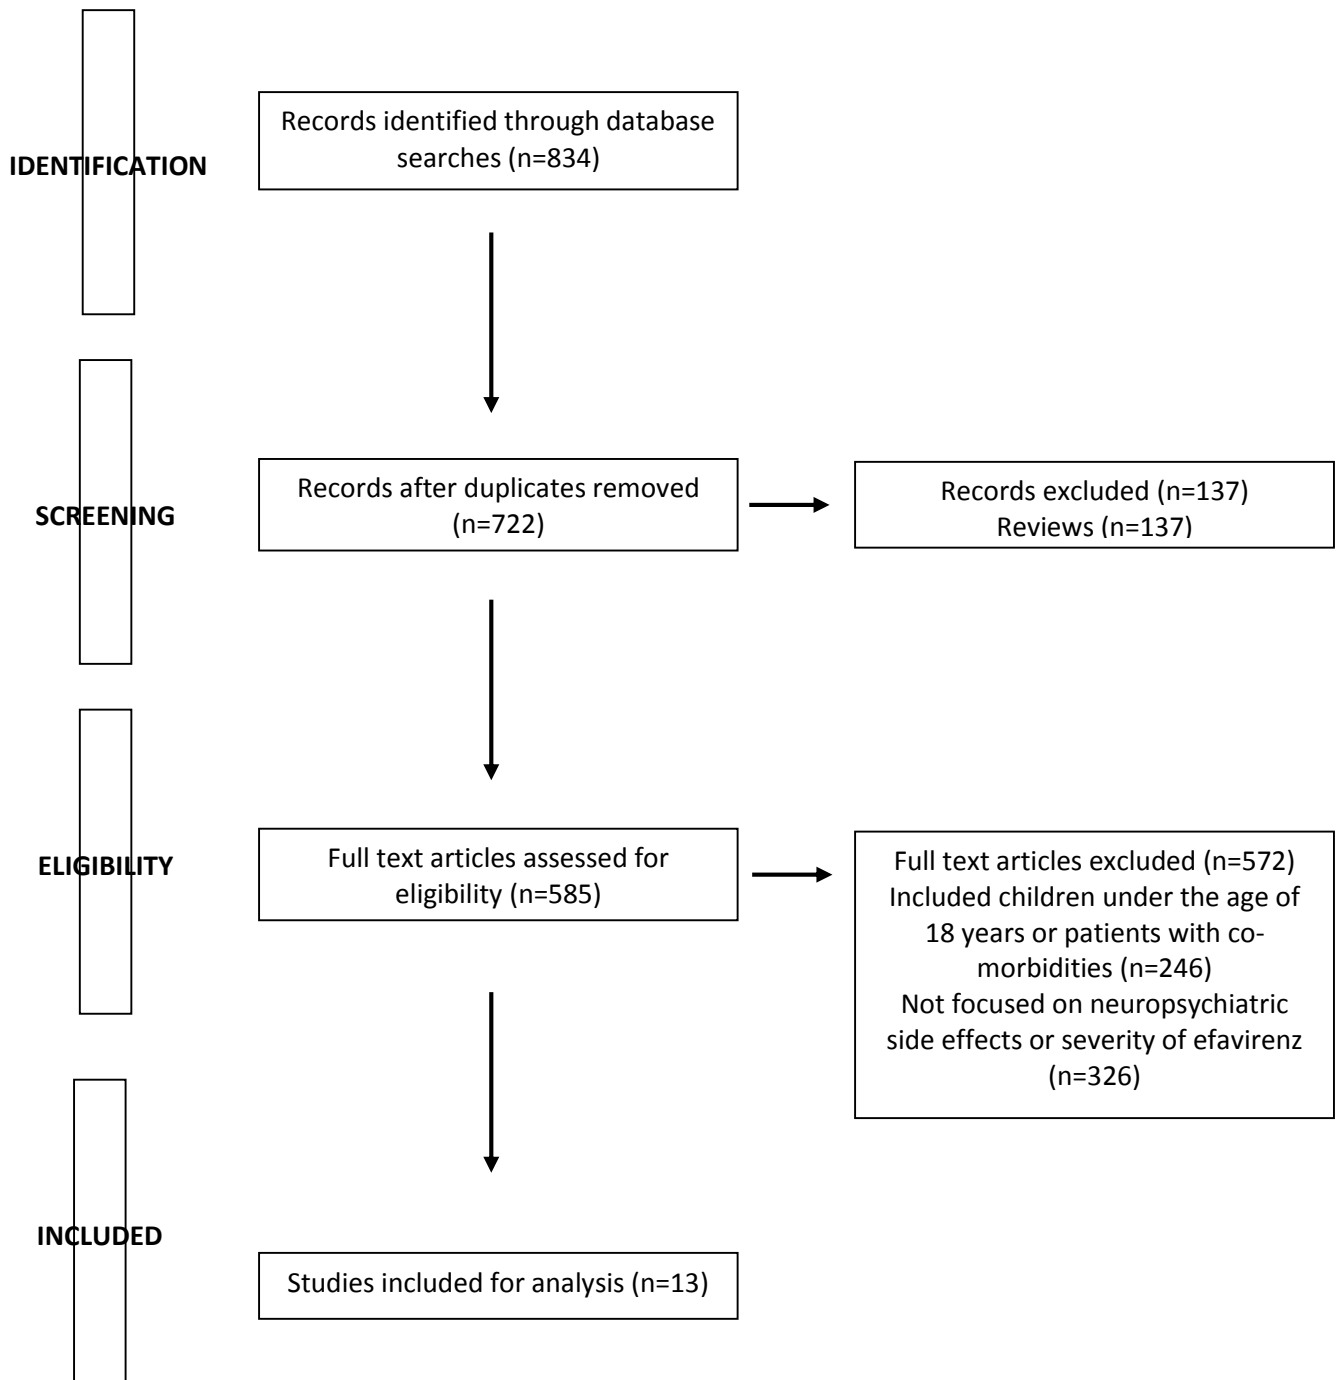 IDENTIFICATION
Records identified through database
searches (n=834)
SCREENING
Records after duplicates removed
(n=722)
Records excluded (n=137)
Reviews (n=137)
ELIGIBILITY
Full text articles assessed for
eligibility (n=585)
Full text articles excluded (n=572)
Included children under the age of
18 years or patients with co-
morbidities (n=246)
Not focused on neuropsychiatric
side effects or severity of efavirenz
(n=326)
INCLUDED
Studies included for analysis (n=13)